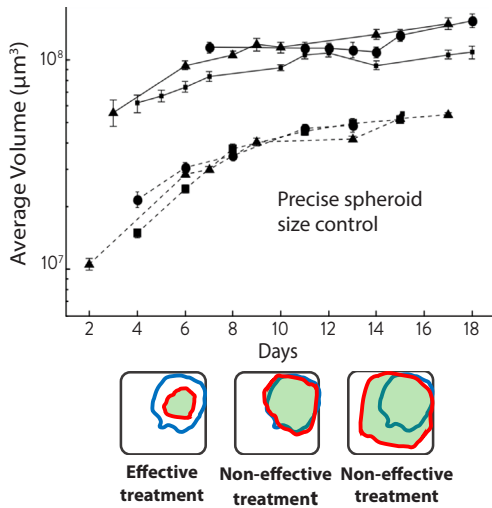 Average Volume (µm³)
10⁸
10⁷
Precise spheroid
size control
2 4 6 8 10 12 14 16 18
Days
Effective
treatment
Non-effective
treatment
Non-effective
treatment